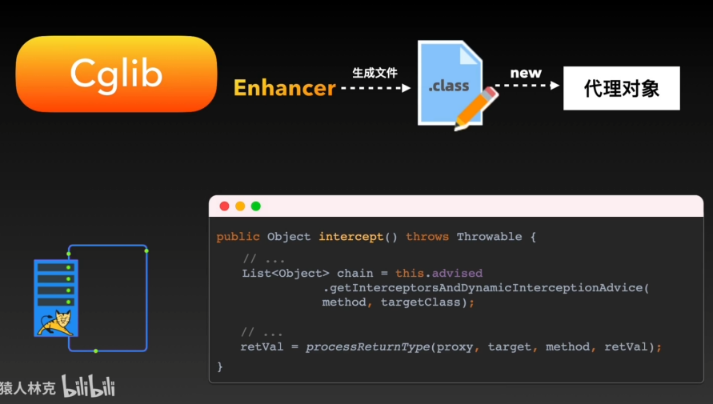 Cglib
Enhancer
生成文件
.class
new
代理对象
public Object intercept() throws Throwable {
// ...
List<Object> chain = this.advised
.getInterceptorsAndDynamicInterceptionAdvice(
method, targetClass);
// ...
retVal = processReturnType(proxy, target, method, retVal);
}
猿人林克 bilibili